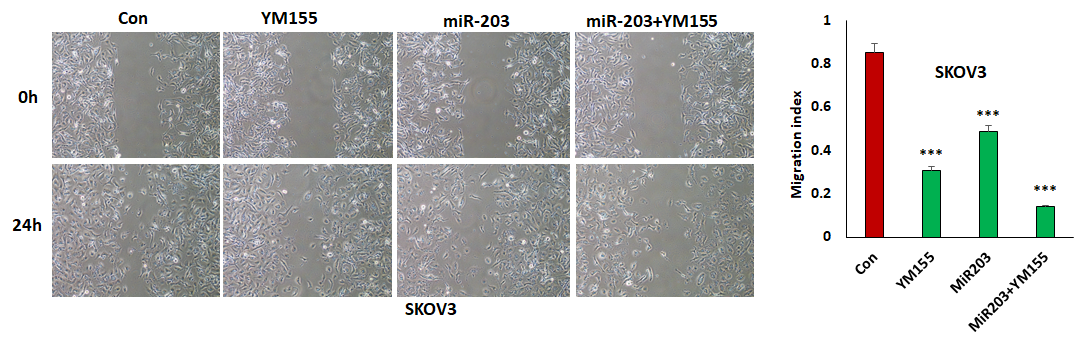 Con YM155 miR-203 miR-203+YM155
0h
24h
SKOV3
1
0.8
0.6
0.4
0.2
0
Migration index
SKOV3
***
***
***
Con
YM155
MiR203
MiR203+YM155